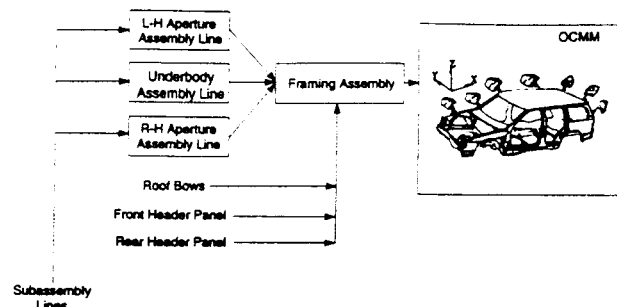 L-H Aperture
Assembly Line
OCMM
Underbody
Assembly Line
Framing Assembly
Z
Y
X
R-H Aperture
Assembly Line
Roof Bows
Front Header Panel
Rear Header Panel
Subassembly
Lines